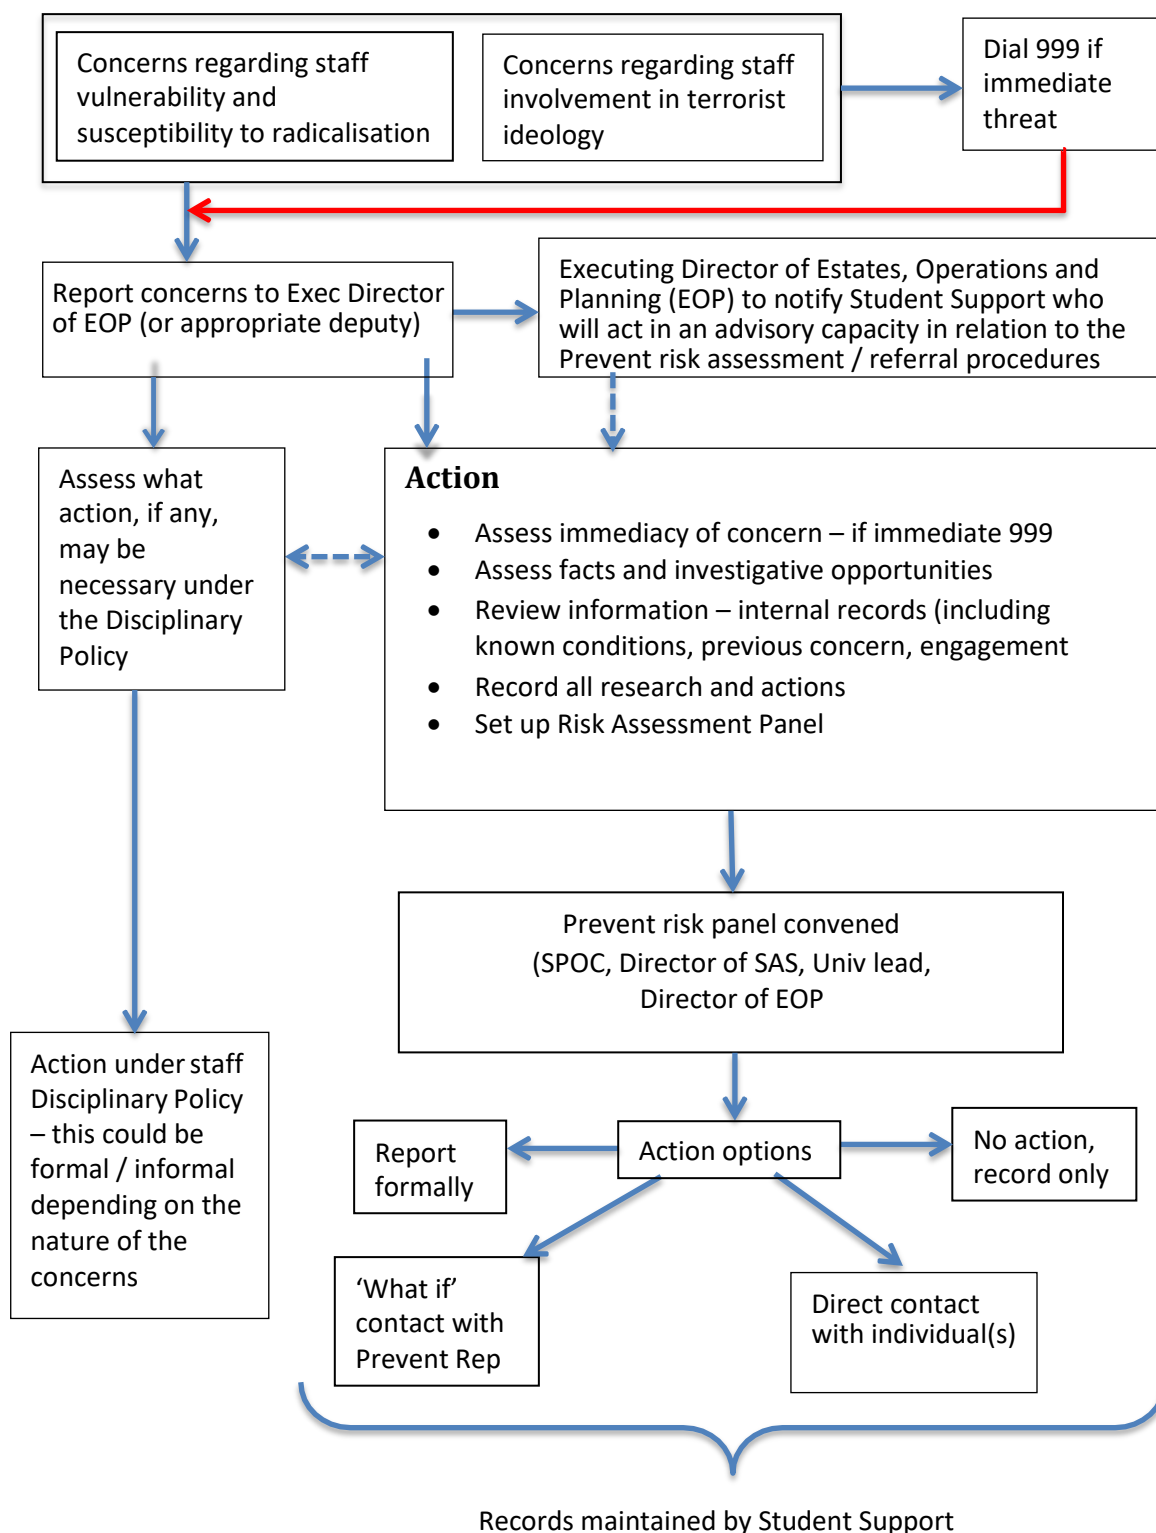 Concerns regarding staff
vulnerability and
susceptibility to radicalisation
Concerns regarding staff
involvement in terrorist
ideology
Dial 999 if
immediate
threat
Report concerns to Exec Director
of EOP (or appropriate deputy)
Executing Director of Estates, Operations and
Planning (EOP) to notify Student Support who
will act in an advisory capacity in relation to the
Prevent risk assessment / referral procedures
Assess what
action, if any,
may be
necessary under
the Disciplinary
Policy
Action
• Assess immediacy of concern – if immediate 999
• Assess facts and investigative opportunities
• Review information – internal records (including
known conditions, previous concern, engagement
• Record all research and actions
• Set up Risk Assessment Panel
Prevent risk panel convened
(SPOC, Director of SAS, Univ lead,
Director of EOP
Action under staff
Disciplinary Policy
– this could be
formal / informal
depending on the
nature of the
concerns
Report
formally
Action options
No action,
record only
‘What if’
contact with
Prevent Rep
Direct contact
with individual(s)
Records maintained by Student Support